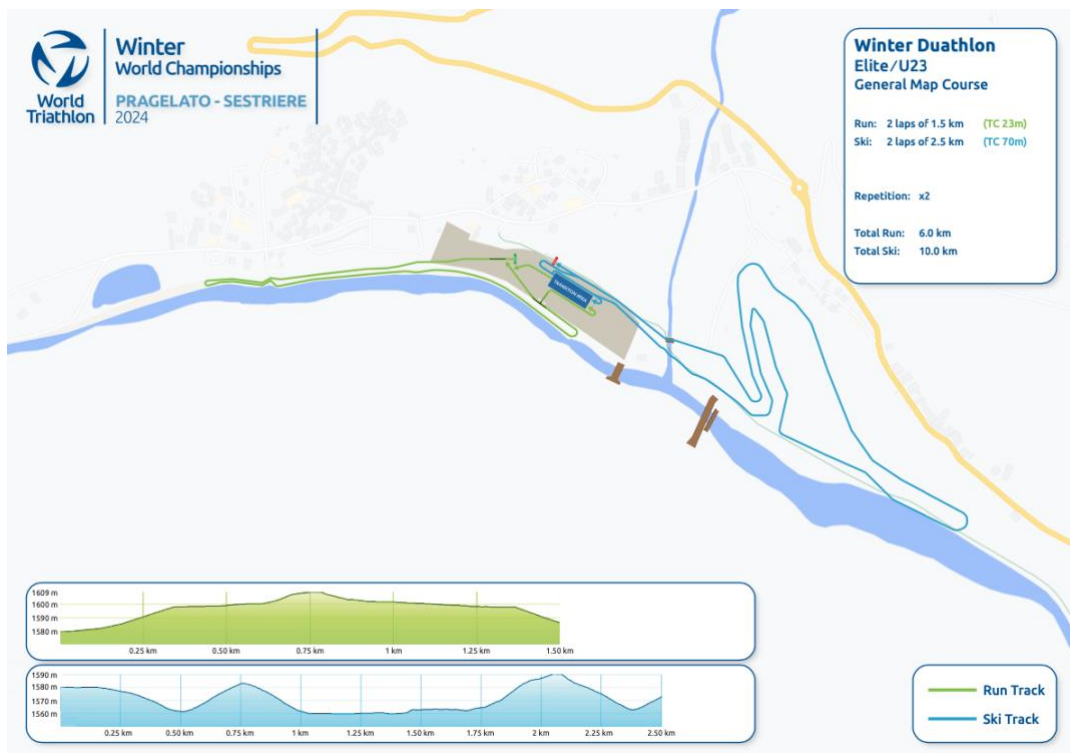 World
Triathlon
Winter
World Championships
PRAGELATO - SESTRIERE
2024
Winter Duathlon
Elite/U23
General Map Course
Run: 2 laps of 1.5 km (TC 23m)
Ski: 2 laps of 2.5 km (TC 70m)
Repetition: x2
Total Run: 6.0 km
Total Ski: 10.0 km
TRANSITION AREA
1609 m
1600 m
1590 m
1580 m
0.25 km 0.50 km 0.75 km 1 km 1.25 km 1.50 km
1590 m
1580 m
1570 m
1560 m
0.25 km 0.50 km 0.75 km 1 km 1.25 km 1.50 km 1.75 km 2 km 2.25 km 2.50 km
Run Track
Ski Track